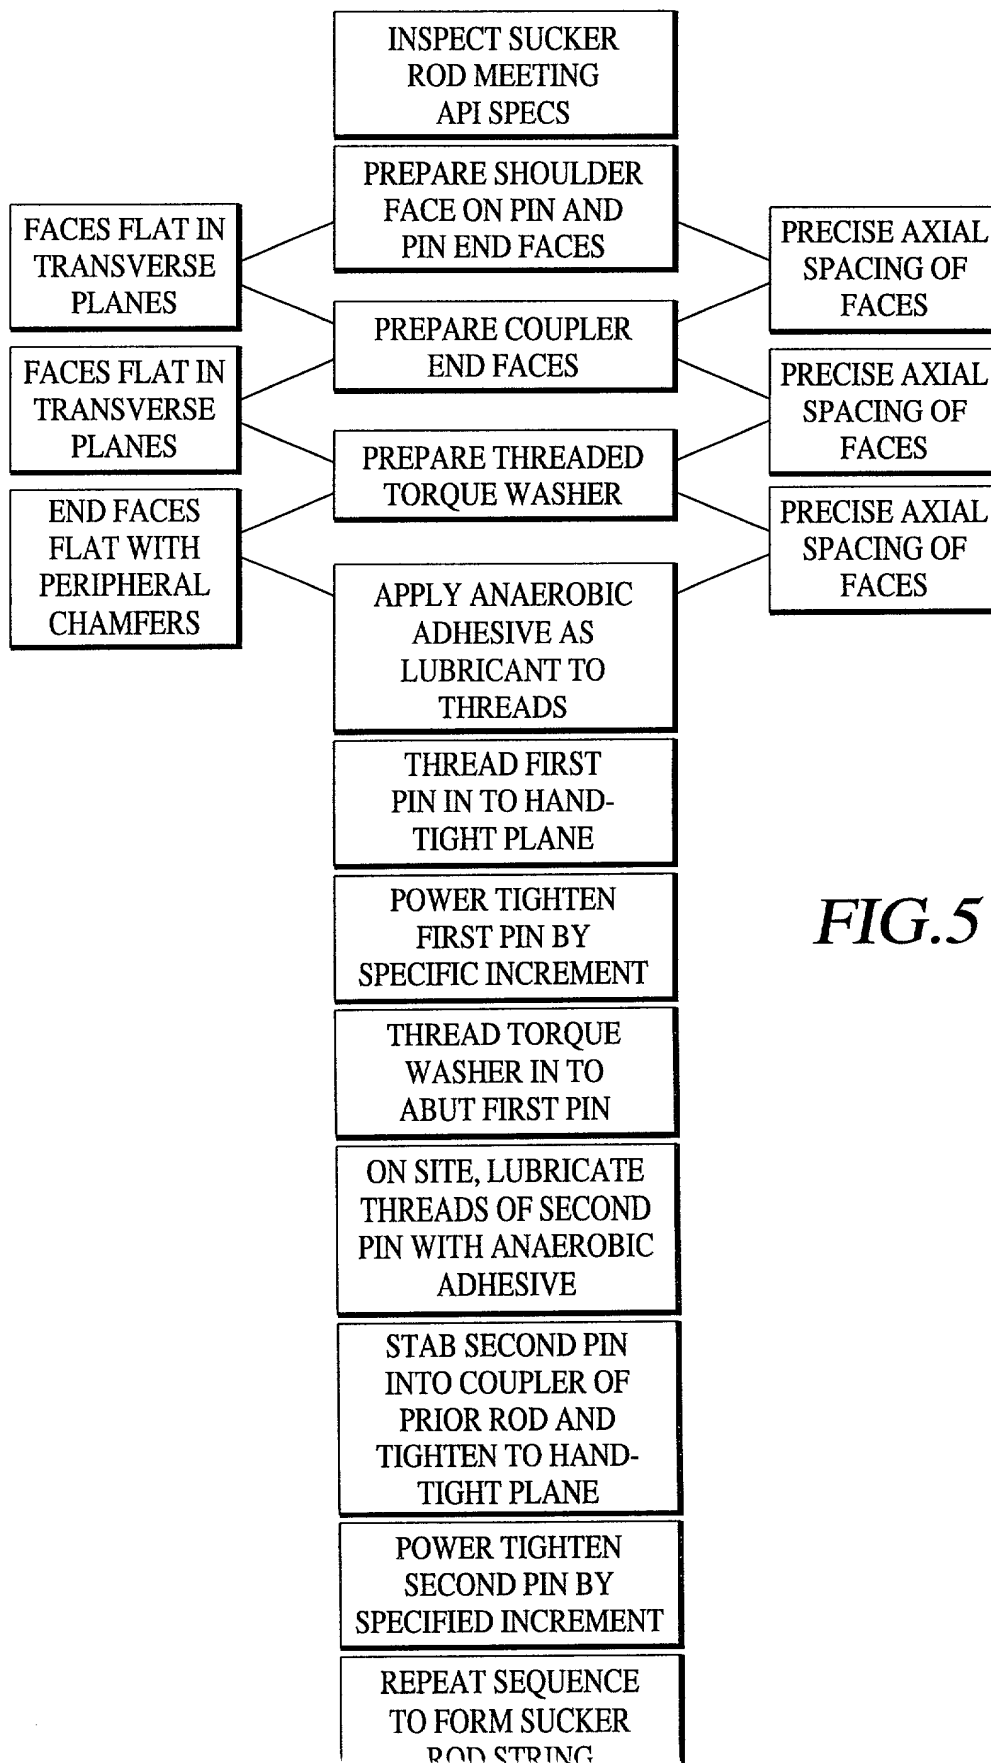 INSPECT SUCKER
ROD MEETING
API SPECS
PREPARE SHOULDER
FACE ON PIN AND
PIN END FACES
FACES FLAT IN
TRANSVERSE
PLANES
PRECISE AXIAL
SPACING OF
FACES
PREPARE COUPLER
END FACES
FACES FLAT IN
TRANSVERSE
PLANES
PRECISE AXIAL
SPACING OF
FACES
PREPARE THREADED
TORQUE WASHER
END FACES
FLAT WITH
PERIPHERAL
CHAMFERS
PRECISE AXIAL
SPACING OF
FACES
APPLY ANAEROBIC
ADHESIVE AS
LUBRICANT TO
THREADS
THREAD FIRST
PIN IN TO HAND-
TIGHT PLANE
POWER TIGHTEN
FIRST PIN BY
SPECIFIC INCREMENT
FIG.5
THREAD TORQUE
WASHER IN TO
ABUT FIRST PIN
ON SITE, LUBRICATE
THREADS OF SECOND
PIN WITH ANAEROBIC
ADHESIVE
STAB SECOND PIN
INTO COUPLER OF
PRIOR ROD AND
TIGHTEN TO HAND-
TIGHT PLANE
POWER TIGHTEN
SECOND PIN BY
SPECIFIED INCREMENT
REPEAT SEQUENCE
TO FORM SUCKER
ROD STRING